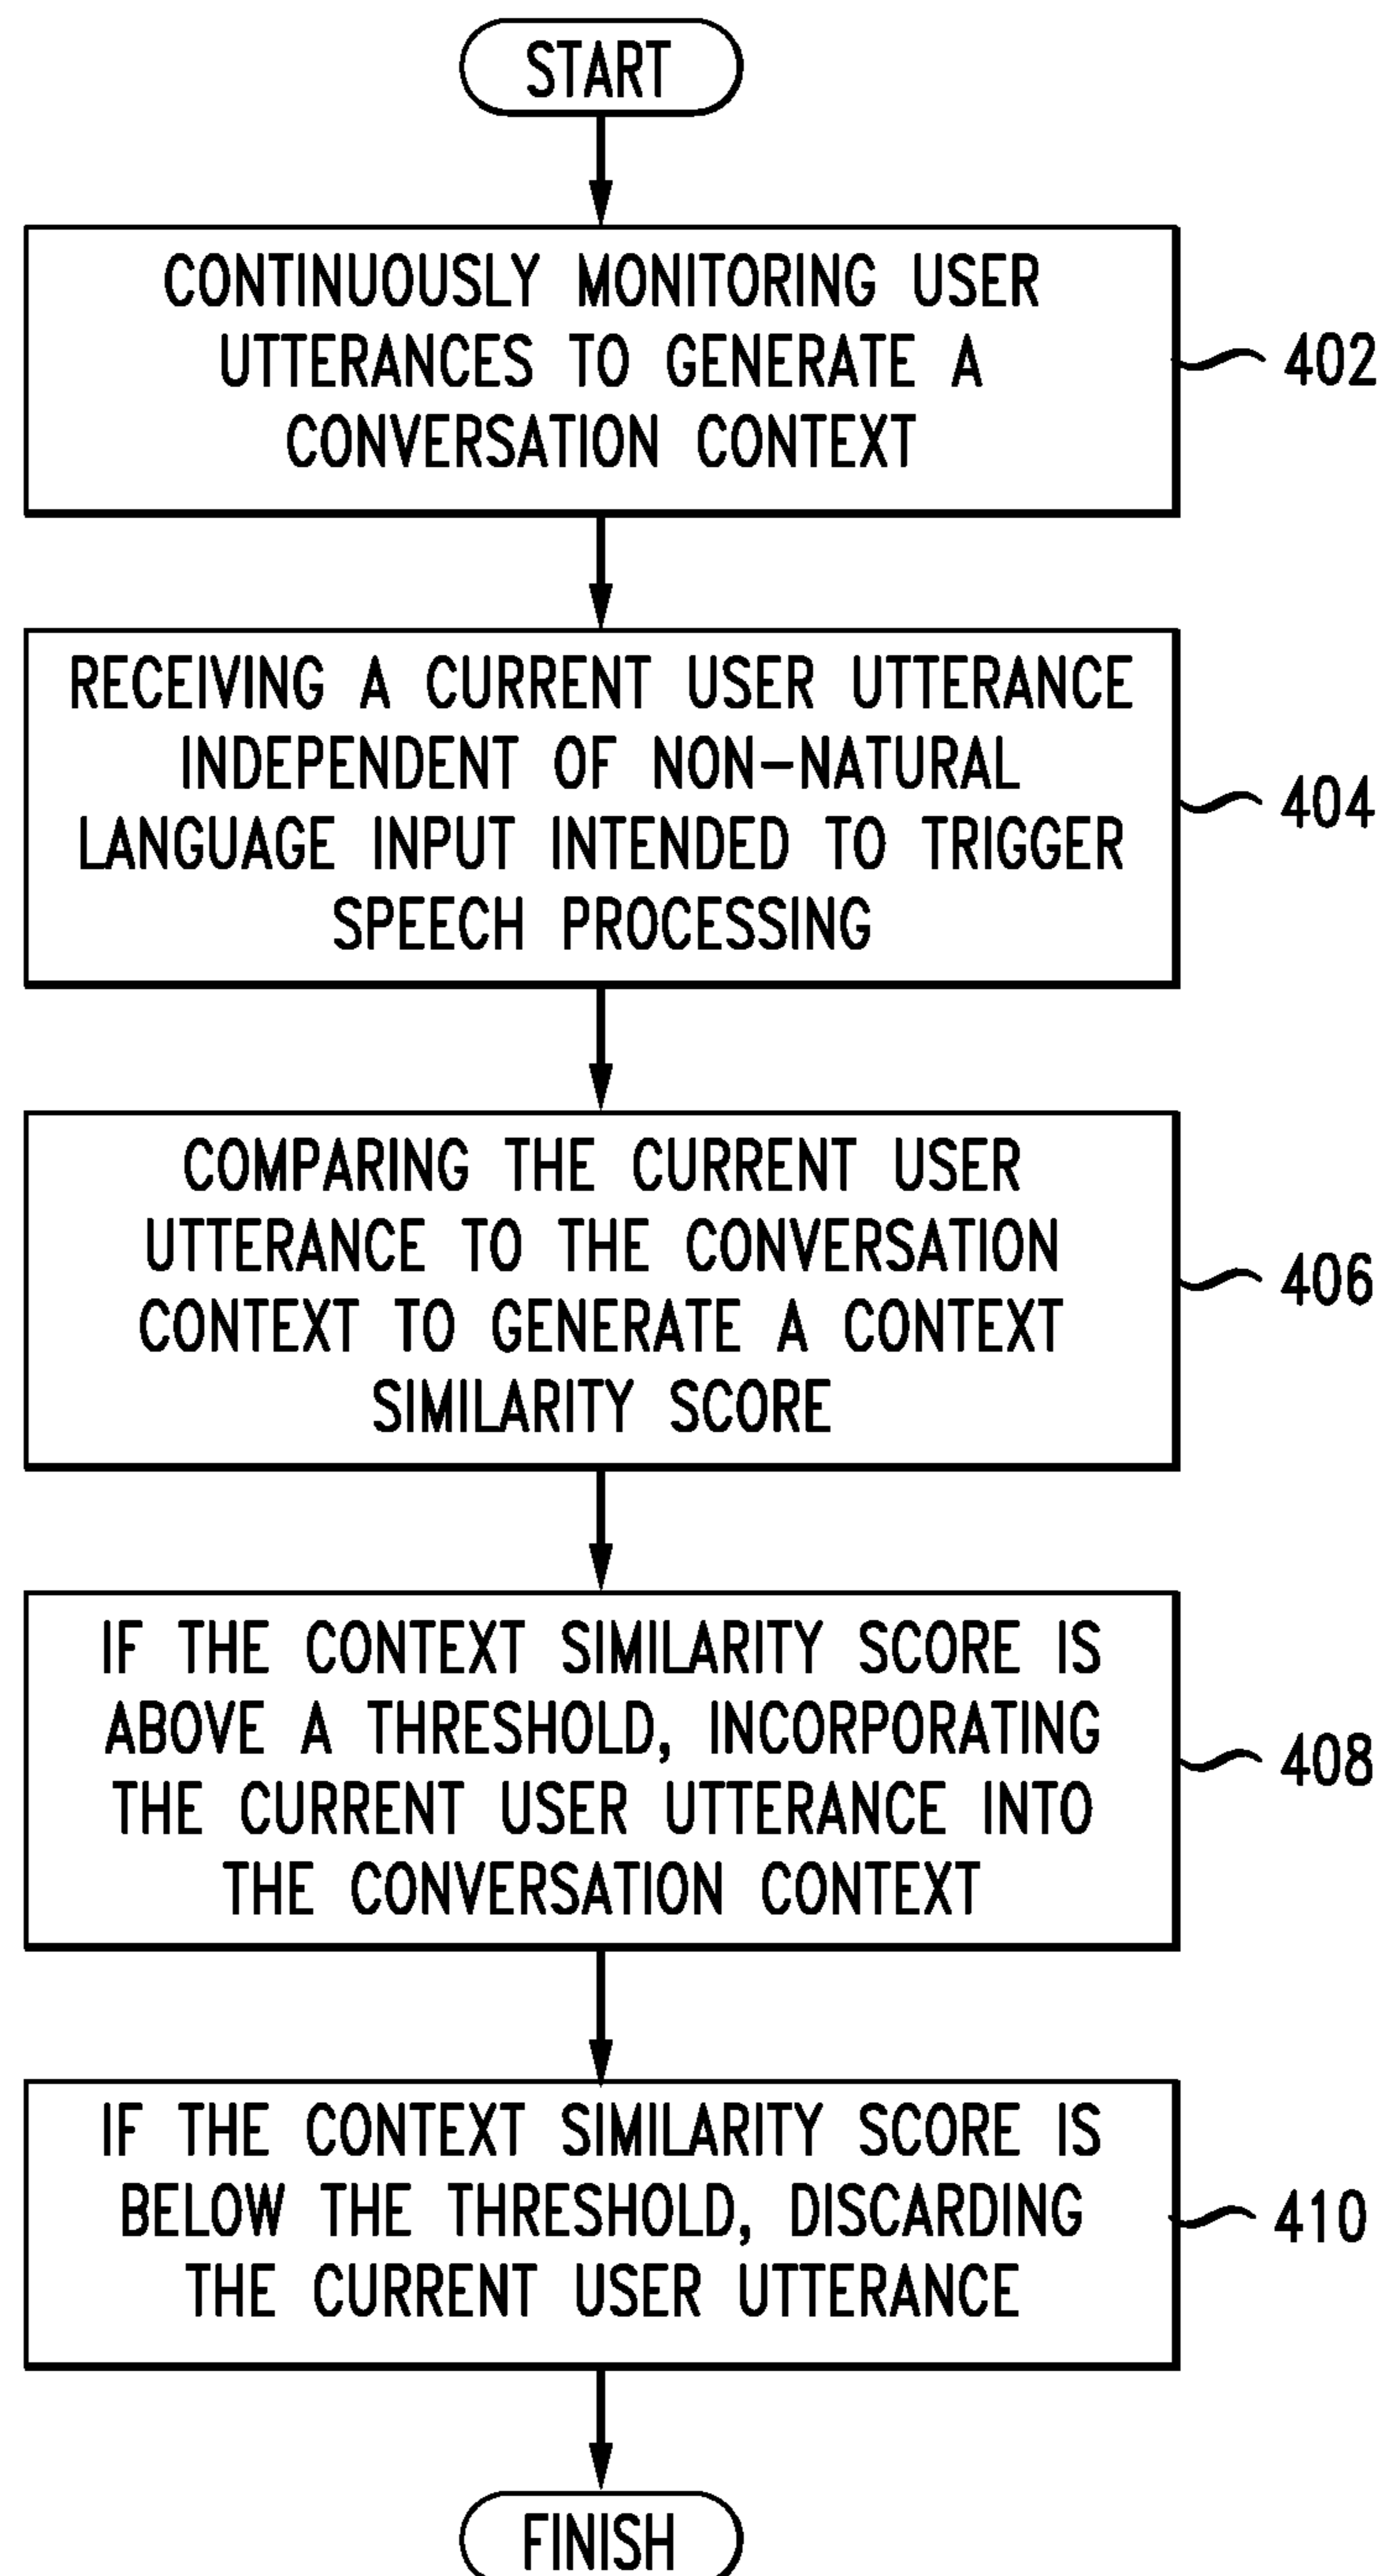 START
CONTINUOUSLY MONITORING USER
UTTERANCES TO GENERATE A
CONVERSATION CONTEXT
402
RECEIVING A CURRENT USER UTTERANCE
INDEPENDENT OF NON-NATURAL
LANGUAGE INPUT INTENDED TO TRIGGER
SPEECH PROCESSING
404
COMPARING THE CURRENT USER
UTTERANCE TO THE CONVERSATION
CONTEXT TO GENERATE A CONTEXT
SIMILARITY SCORE
406
IF THE CONTEXT SIMILARITY SCORE IS
ABOVE A THRESHOLD, INCORPORATING
THE CURRENT USER UTTERANCE INTO
THE CONVERSATION CONTEXT
408
IF THE CONTEXT SIMILARITY SCORE IS
BELOW THE THRESHOLD, DISCARDING
THE CURRENT USER UTTERANCE
410
FINISH